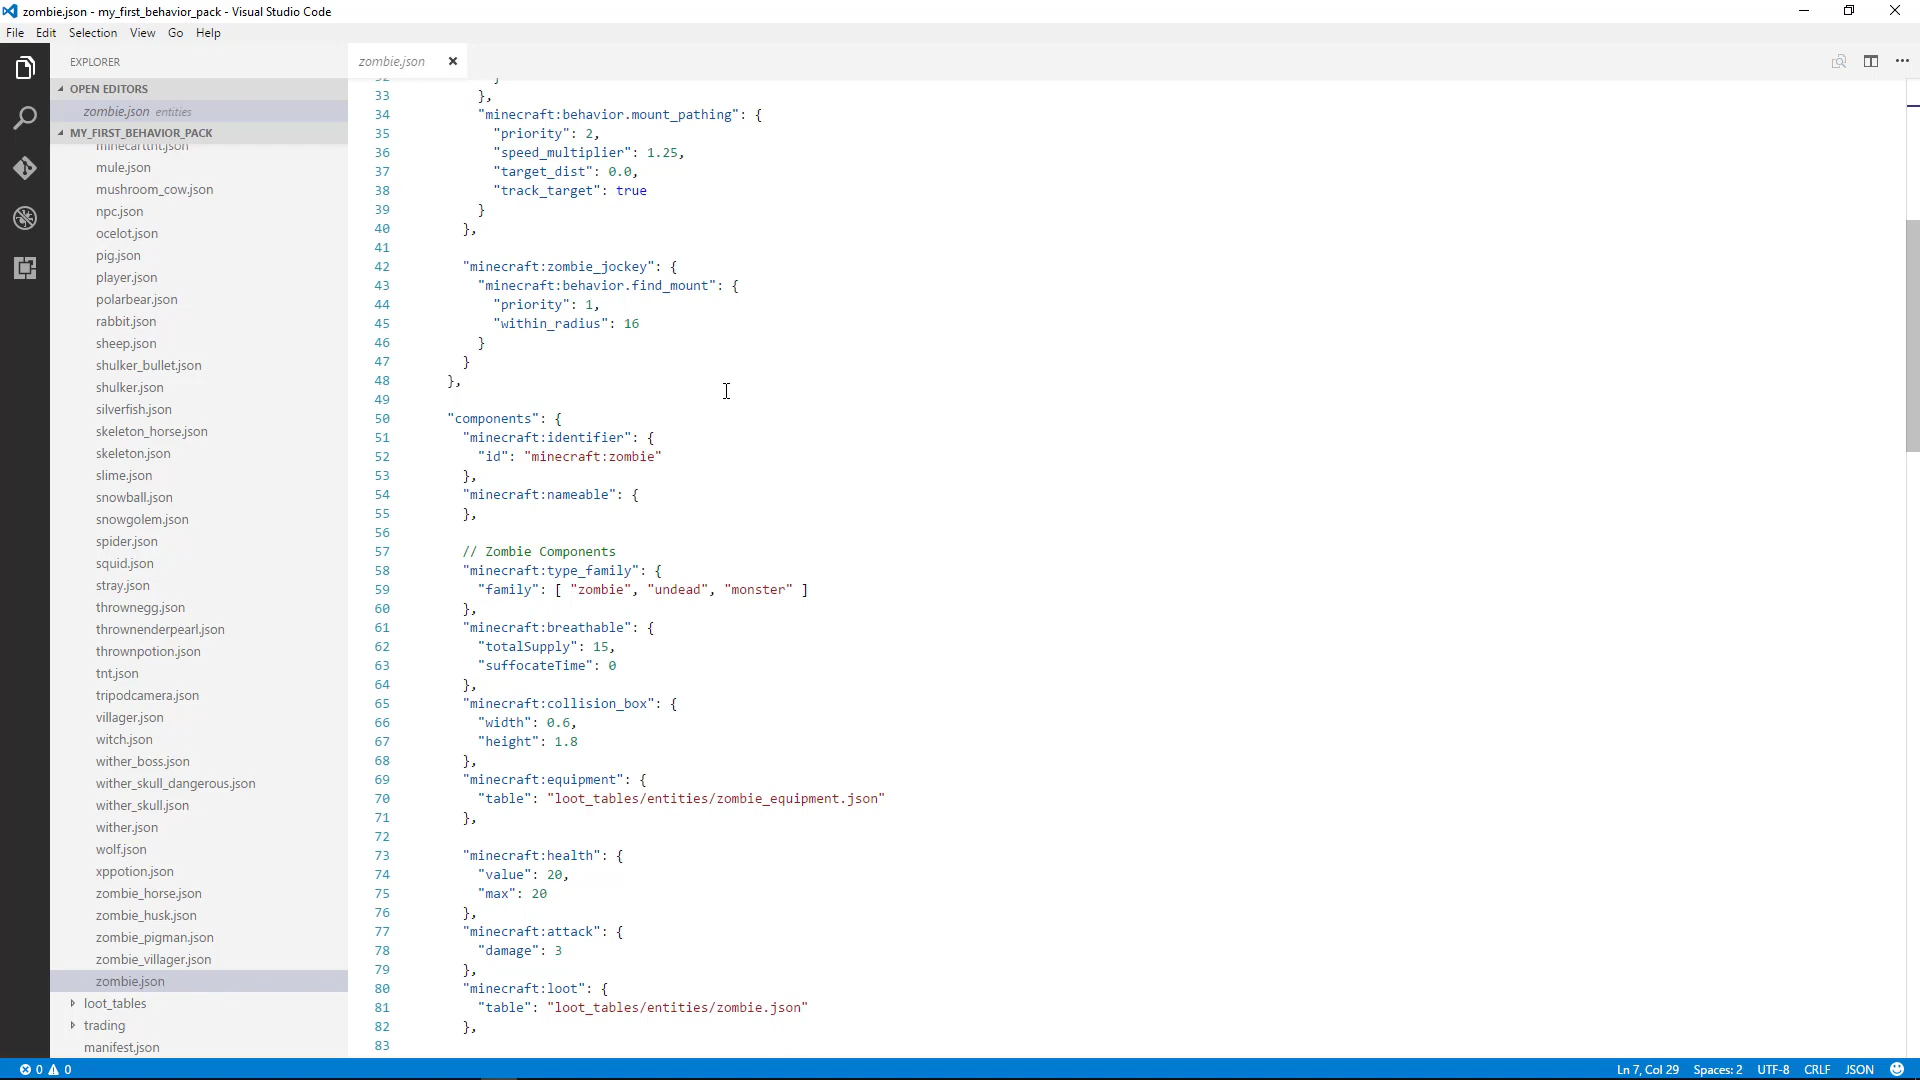 zombie.json - my_first_behavior_pack - Visual Studio Code
File Edit Selection View Go Help
EXPLORER
OPEN EDITORS
zombie.json entities
MY_FIRST_BEHAVIOR_PACK
minecarttnt.json
mule.json
mushroom_cow.json
npc.json
ocelot.json
pig.json
player.json
polarbear.json
rabbit.json
sheep.json
shulker_bullet.json
shulker.json
silverfish.json
skeleton_horse.json
skeleton.json
slime.json
snowball.json
snowgolem.json
spider.json
squid.json
stray.json
thrownegg.json
thrownenderpearl.json
thrownpotion.json
tnt.json
tripodcamera.json
villager.json
witch.json
wither_boss.json
wither_skull_dangerous.json
wither_skull.json
wither.json
wolf.json
xppotion.json
zombie_horse.json
zombie_husk.json
zombie_pigman.json
zombie_villager.json
zombie.json
loot_tables
trading
manifest.json
zombie.json
32 }
33 },
34 "minecraft:behavior.mount_pathing": {
35 "priority": 2,
36 "speed_multiplier": 1.25,
37 "target_dist": 0.0,
38 "track_target": true
39 }
40 },
41
42 "minecraft:zombie_jockey": {
43 "minecraft:behavior.find_mount": {
44 "priority": 1,
45 "within_radius": 16
46 }
47 }
48 },
49
50 "components": {
51 "minecraft:identifier": {
52 "id": "minecraft:zombie"
53 },
54 "minecraft:nameable": {
55 },
56
57 // Zombie Components
58 "minecraft:type_family": {
59 "family": [ "zombie", "undead", "monster" ]
60 },
61 "minecraft:breathable": {
62 "totalSupply": 15,
63 "suffocateTime": 0
64 },
65 "minecraft:collision_box": {
66 "width": 0.6,
67 "height": 1.8
68 },
69 "minecraft:equipment": {
70 "table": "loot_tables/entities/zombie_equipment.json"
71 },
72
73 "minecraft:health": {
74 "value": 20,
75 "max": 20
76 },
77 "minecraft:attack": {
78 "damage": 3
79 },
80 "minecraft:loot": {
81 "table": "loot_tables/entities/zombie.json"
82 },
83
0 0 Ln 7, Col 29 Spaces: 2 UTF-8 CRLF JSON